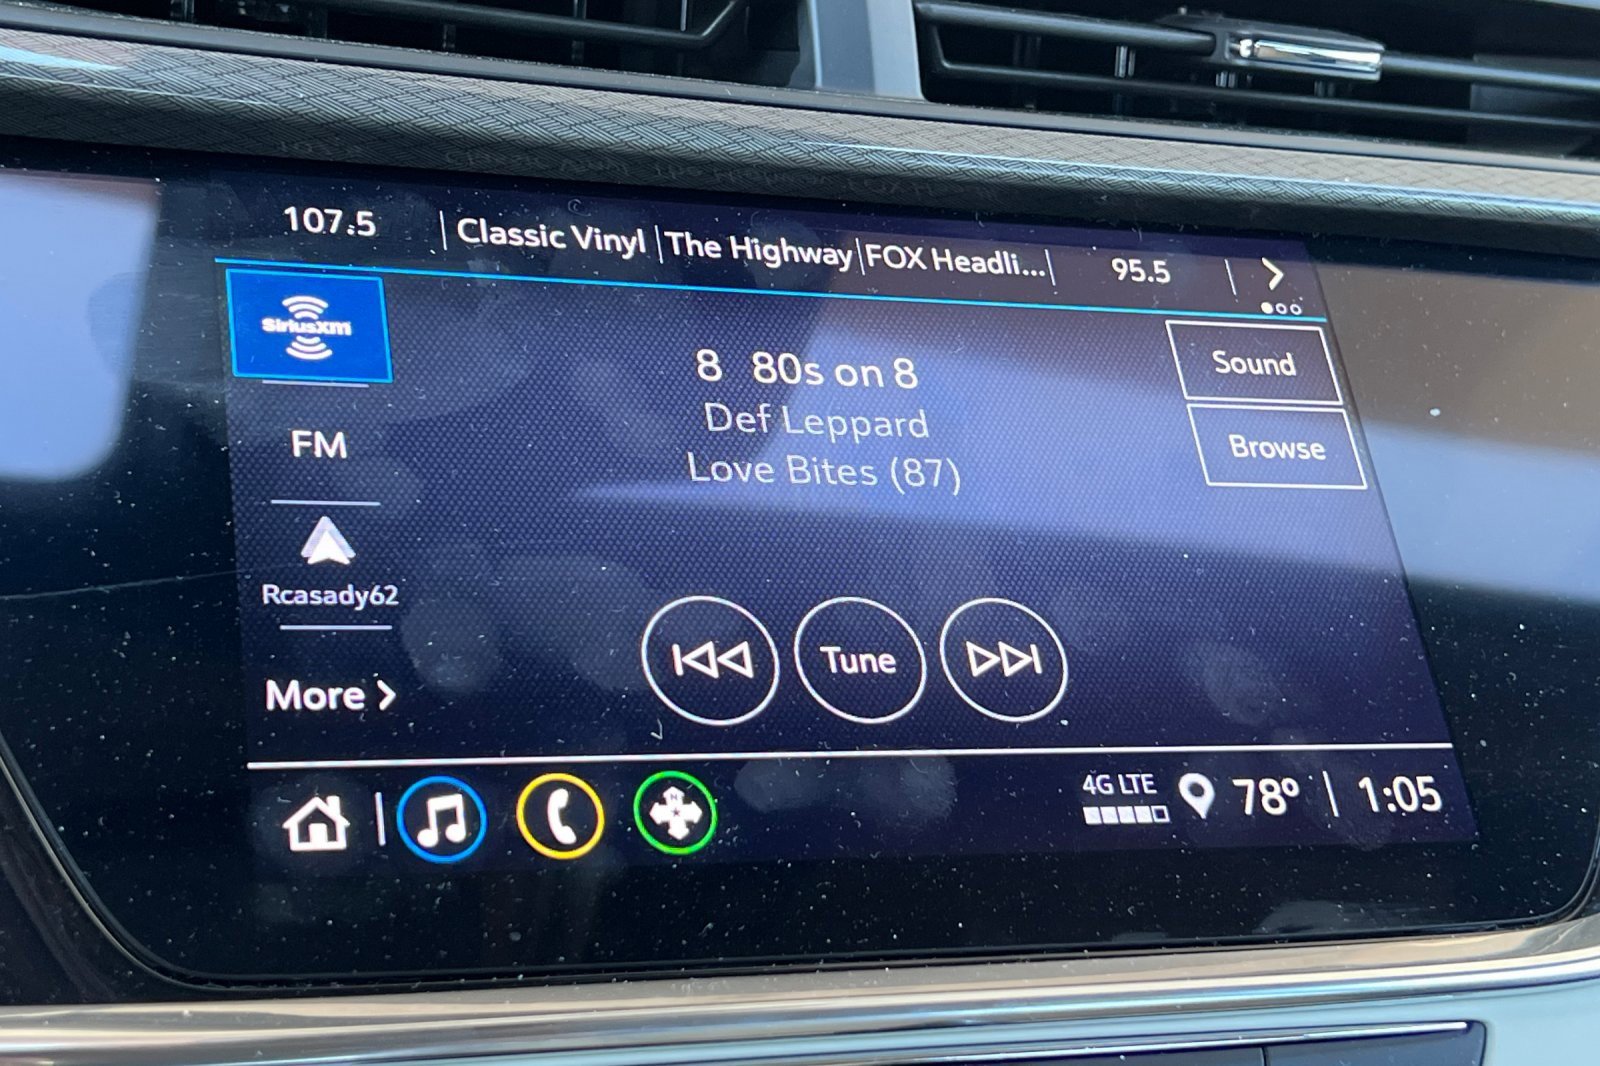 107.5 Classic Vinyl The Highway FOX Headli... 95.5
SiriusXM
Sound
8 80s on 8
Def Leppard
Love Bites (87)
Browse
FM
Rcasady62
Tune
More
4G LTE
78° 1:05
N